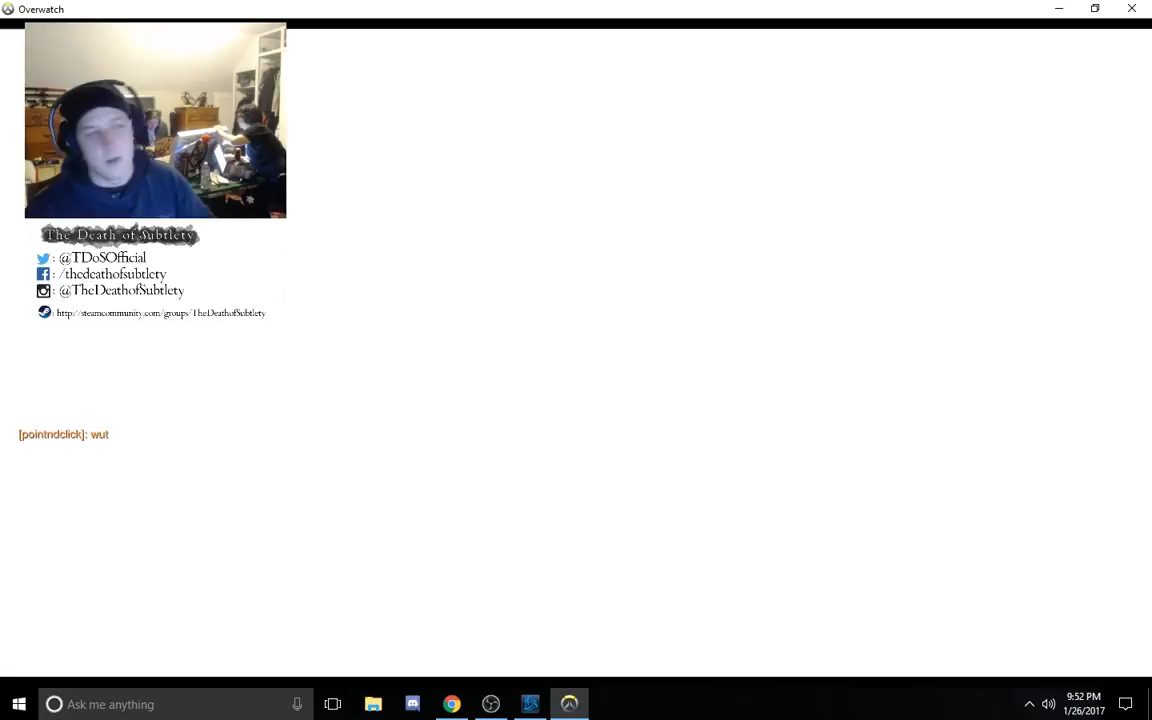 Overwatch
The Death of Subtlety
: @TDoSOfficial
: /thedeathofsubtlety
: @TheDeathofSubtlety
: http://steamcommunity.com/groups/TheDeathofSubtlety
[pointndclick]: wut
Ask me anything
9:52 PM
1/26/2017